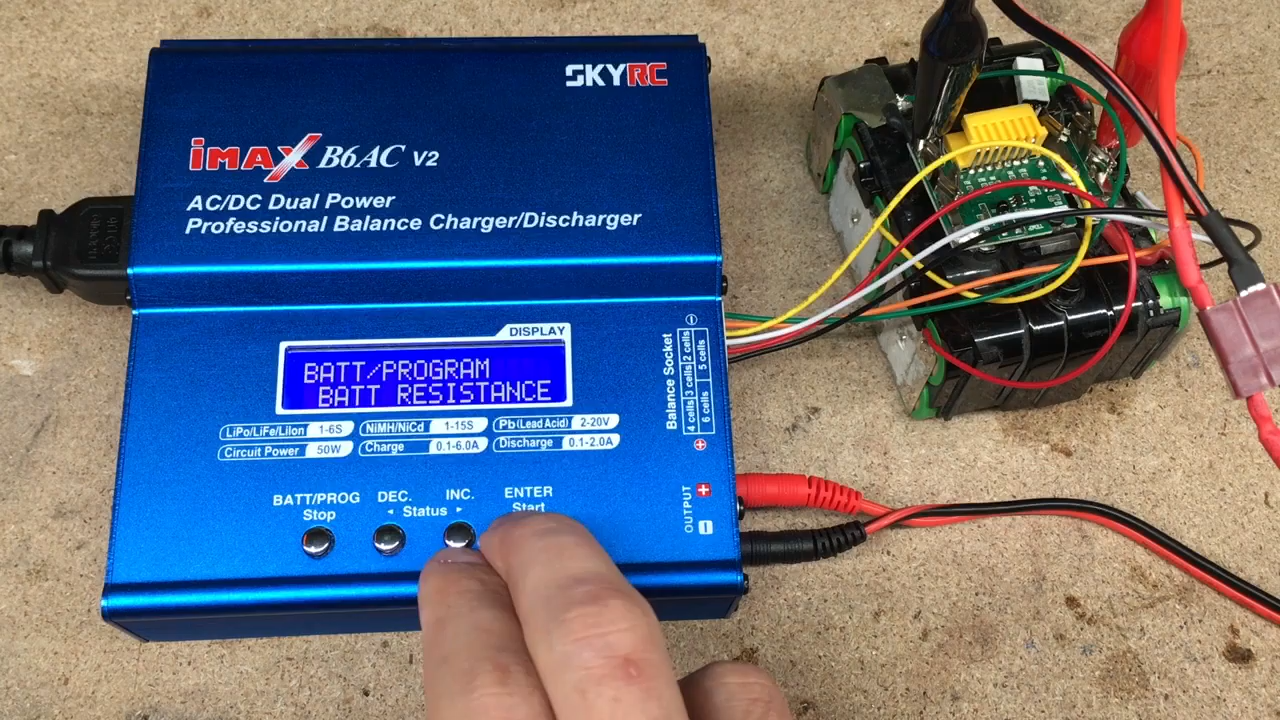 SKYRC
iMAX B6AC V2
AC/DC Dual Power
Professional Balance Charger/Discharger
DISPLAY
BATT/PROGRAM
BATT RESISTANCE
LiPo/LiFe/LiIon 1-6S
NiMH/NiCd 1-15S
Pb(Lead Acid) 2-20V
Circuit Power 50W
Charge 0.1-6.0A
Discharge 0.1-2.0A
Balance Socket
2 cells
3 cells
4 cells
5 cells
6 cells
BATT/PROG
Stop
DEC.
INC.
◄ Status ►
ENTER
Start
OUTPUT
+
−